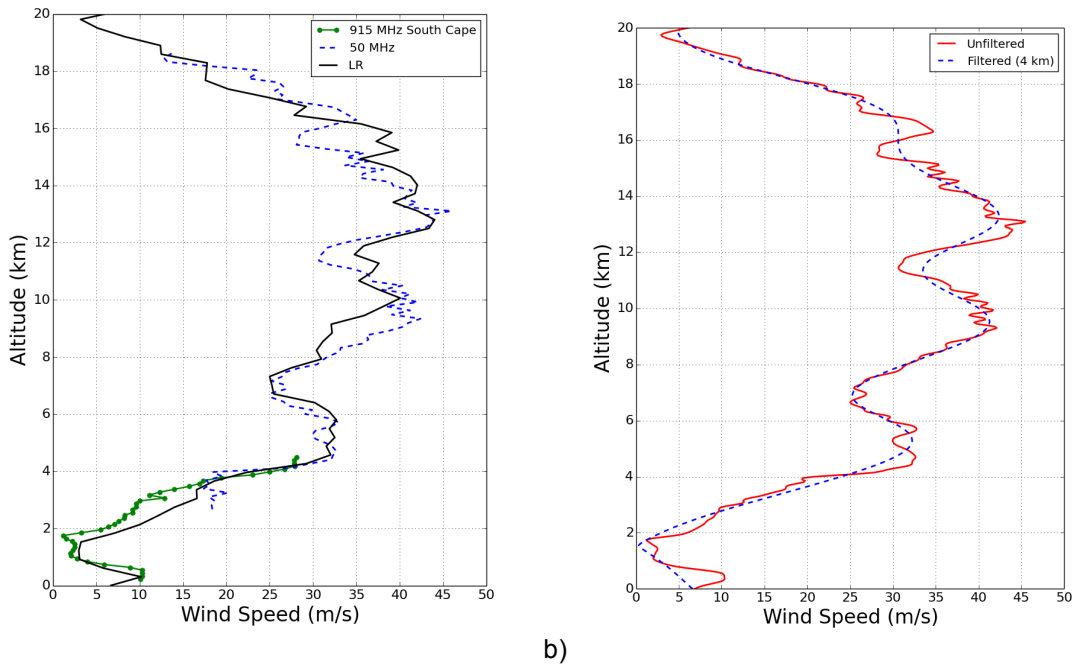 915 MHz South Cape
50 MHz
LR
20
18
16
14
12
10
8
6
4
2
0
Altitude (km)
0 5 10 15 20 25 30 35 40 45 50
Wind Speed (m/s)
Unfiltered
Filtered (4 km)
20
18
16
14
12
10
8
6
4
2
0
Altitude (km)
0 5 10 15 20 25 30 35 40 45 50
Wind Speed (m/s)
b)